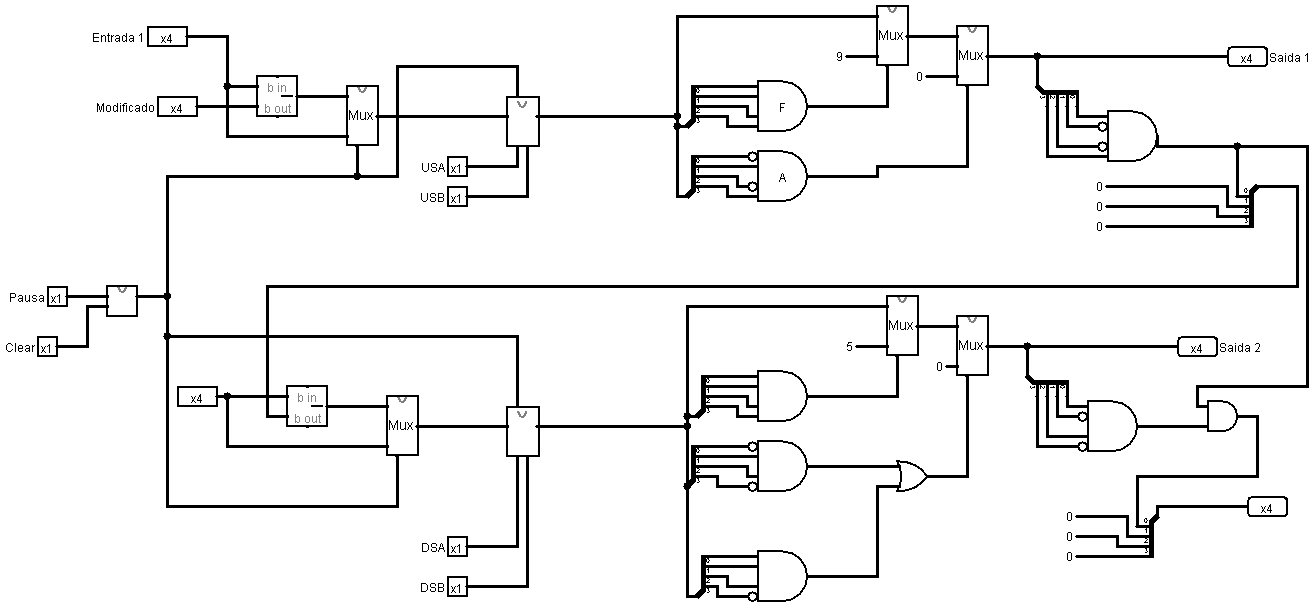 Entrada 1 x4
Modificado x4
b in
b out
Mux
USA x1
USB x1
F
A
9
Mux
0
Mux
x4 Saida 1
0
0
0
Pausa x1
Clear x1
x4
b in
b out
Mux
DSA x1
DSB x1
5
Mux
0
Mux
x4 Saida 2
0
0
0
x4